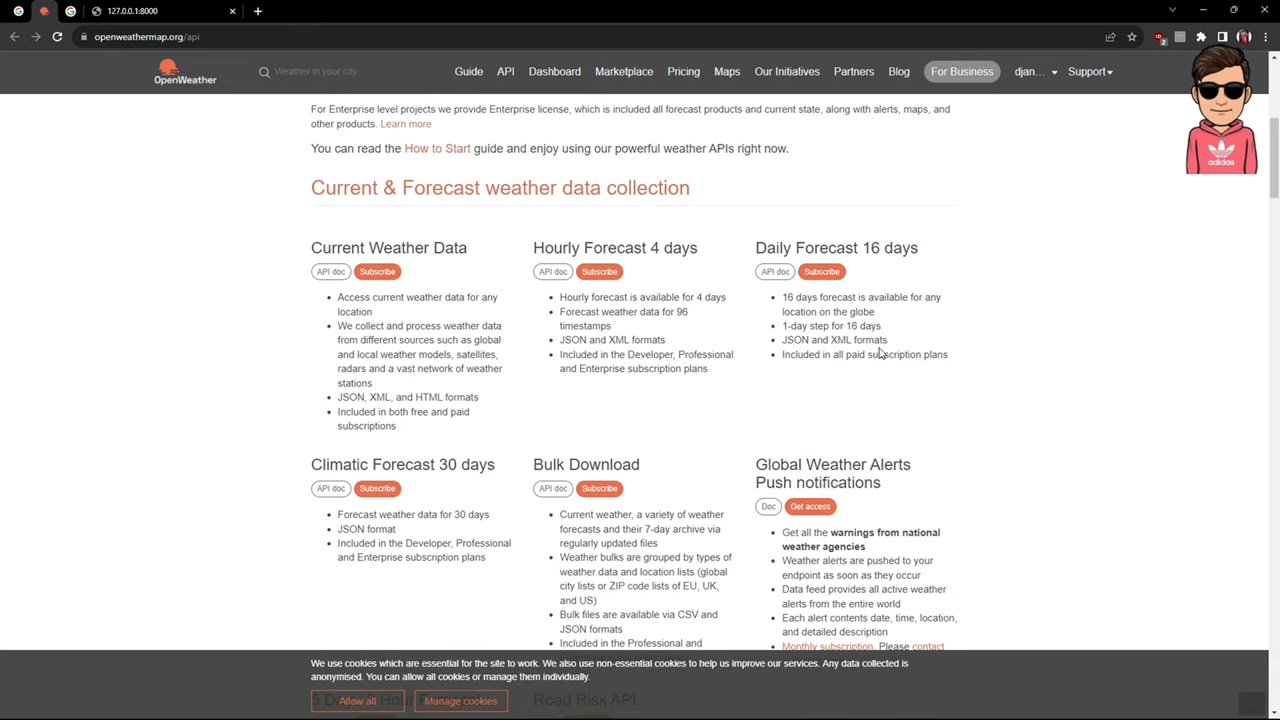 127.0.0.1:8000
openweathermap.org/api
2
OpenWeather
Weather in your city
Guide API Dashboard Marketplace Pricing Maps Our Initiatives Partners Blog For Business djan... Support
For Enterprise level projects we provide Enterprise license, which is included all forecast products and current state, along with alerts, maps, and
other products. Learn more
You can read the How to Start guide and enjoy using our powerful weather APIs right now.
Current & Forecast weather data collection
Current Weather Data
API doc Subscribe
Access current weather data for any
location
We collect and process weather data
from different sources such as global
and local weather models, satellites,
radars and a vast network of weather
stations
JSON, XML, and HTML formats
Included in both free and paid
subscriptions
Hourly Forecast 4 days
API doc Subscribe
Hourly forecast is available for 4 days
Forecast weather data for 96
timestamps
JSON and XML formats
Included in the Developer, Professional
and Enterprise subscription plans
Daily Forecast 16 days
API doc Subscribe
16 days forecast is available for any
location on the globe
1-day step for 16 days
JSON and XML formats
Included in all paid subscription plans
Climatic Forecast 30 days
API doc Subscribe
Forecast weather data for 30 days
JSON format
Included in the Developer, Professional
and Enterprise subscription plans
Bulk Download
API doc Subscribe
Current weather, a variety of weather
forecasts and their 7-day archive via
regularly updated files
Weather bulks are grouped by types of
weather data and location lists (global
city lists or ZIP code lists of EU, UK,
and US)
Bulk files are available via CSV and
JSON formats
Included in the Professional and
Global Weather Alerts
Push notifications
Doc Get access
Get all the warnings from national
weather agencies
Weather alerts are pushed to your
endpoint as soon as they occur
Data feed provides all active weather
alerts from the entire world
Each alert contents date, time, location,
and detailed description
Monthly subscription. Please contact
adidas
We use cookies which are essential for the site to work. We also use non-essential cookies to help us improve our services. Any data collected is
anonymised. You can allow all cookies or manage them individually.
Allow all Manage cookies
Road Risk API